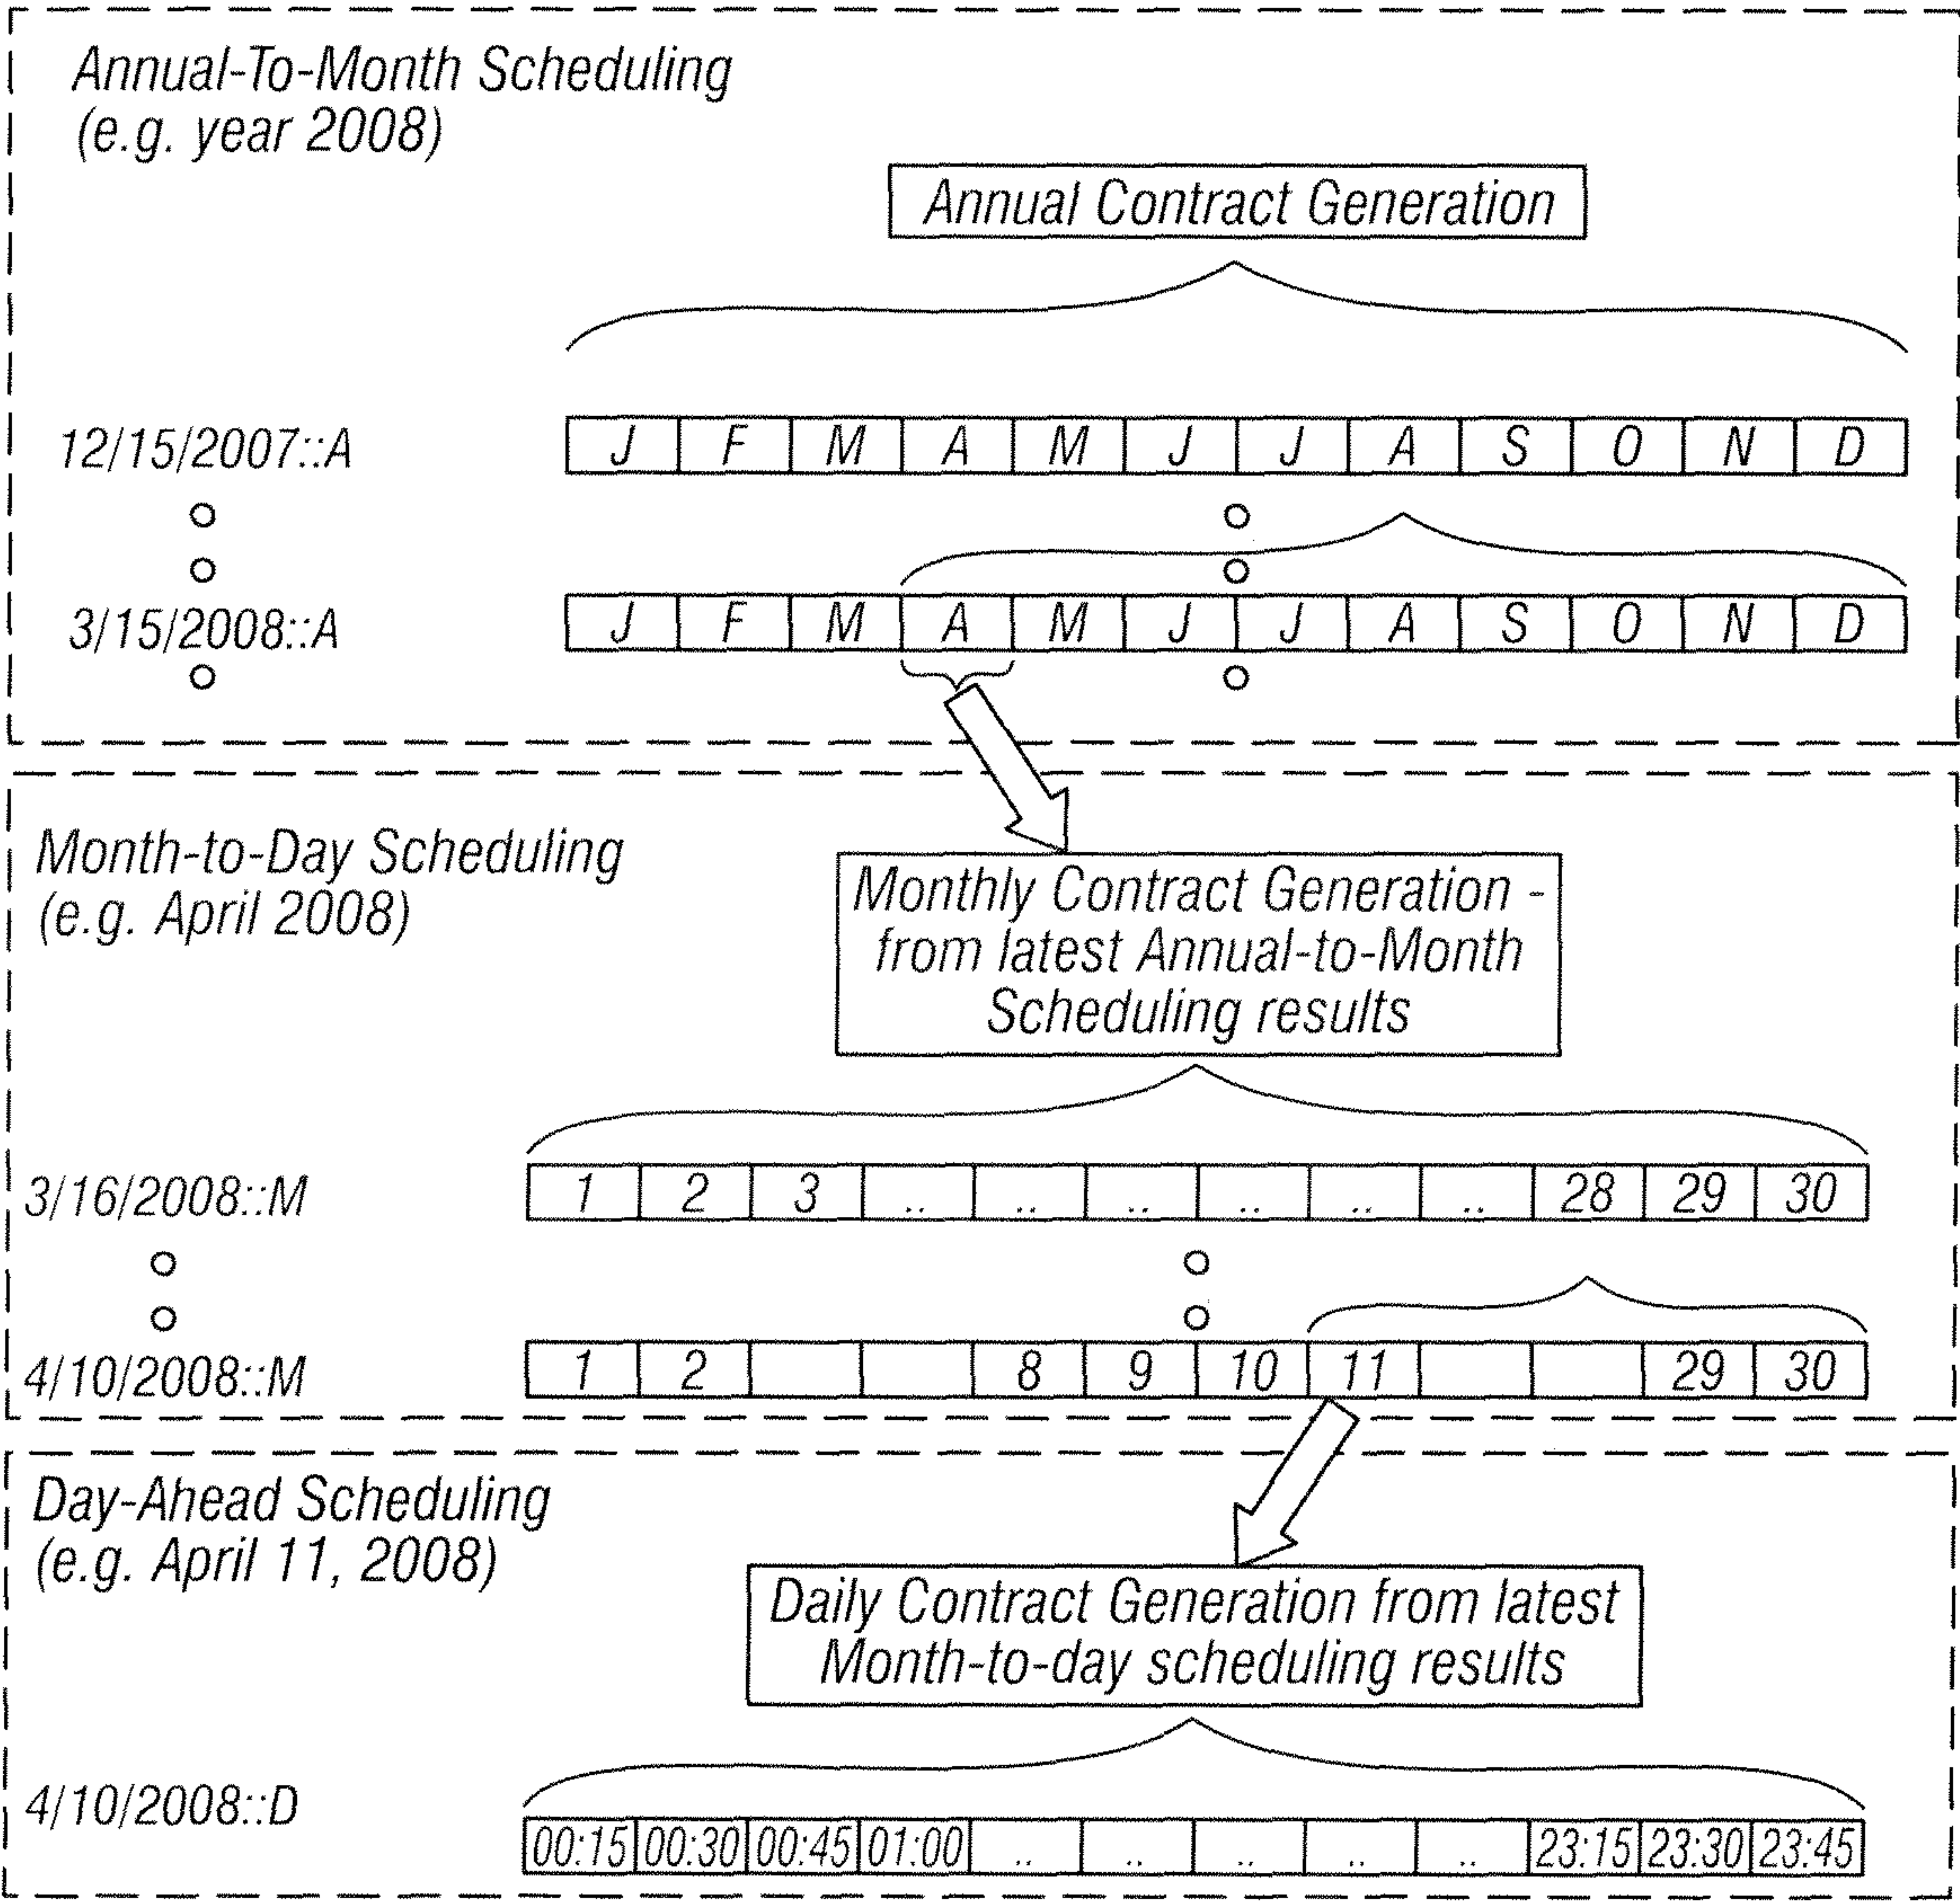 Annual-To-Month Scheduling
(e.g. year 2008)
Annual Contract Generation
12/15/2007::A
J F M A M J J A S O N D
3/15/2008::A
J F M A M J J A S O N D
Month-to-Day Scheduling
(e.g. April 2008)
Monthly Contract Generation -
from latest Annual-to-Month
Scheduling results
3/16/2008::M
1 2 3 .. .. .. .. .. .. 28 29 30
4/10/2008::M
1 2 8 9 10 11 29 30
Day-Ahead Scheduling
(e.g. April 11, 2008)
Daily Contract Generation from latest
Month-to-day scheduling results
4/10/2008::D
00:15 00:30 00:45 01:00 .. .. .. .. .. 23:15 23:30 23:45